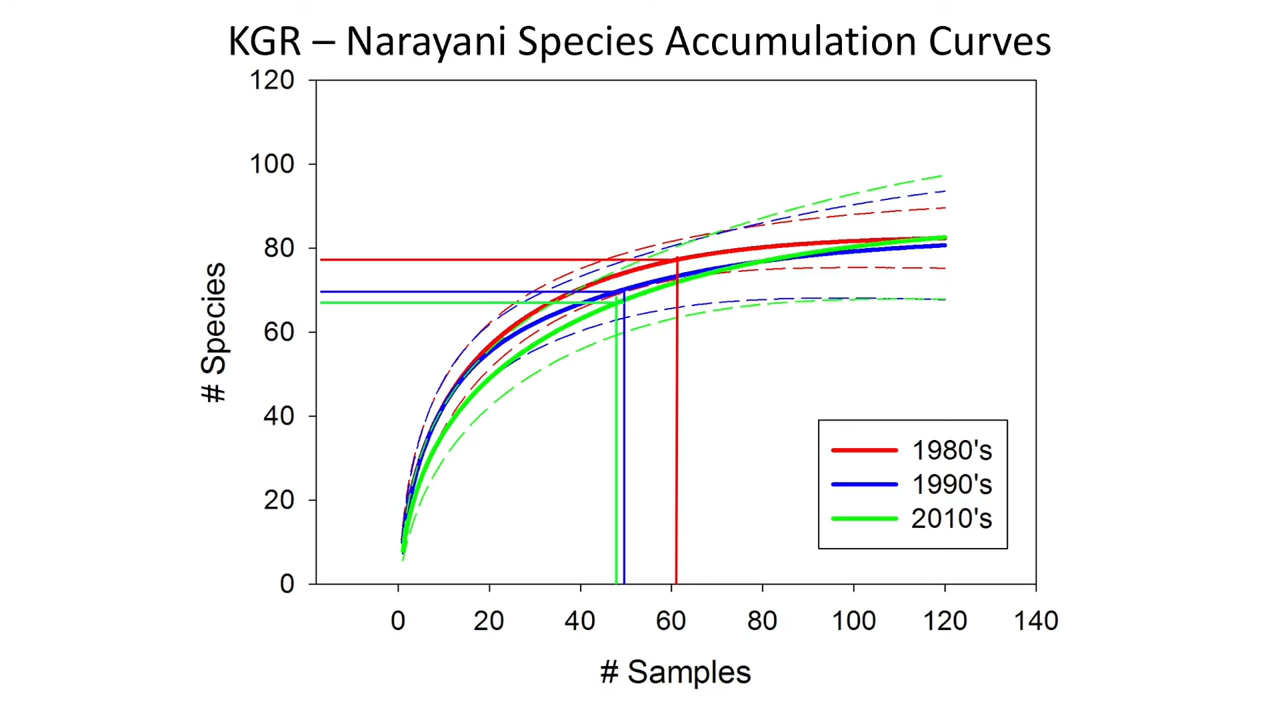 KGR – Narayani Species Accumulation Curves
120
100
80
60
40
20
0
# Species
0 20 40 60 80 100 120 140
# Samples
1980's
1990's
2010's